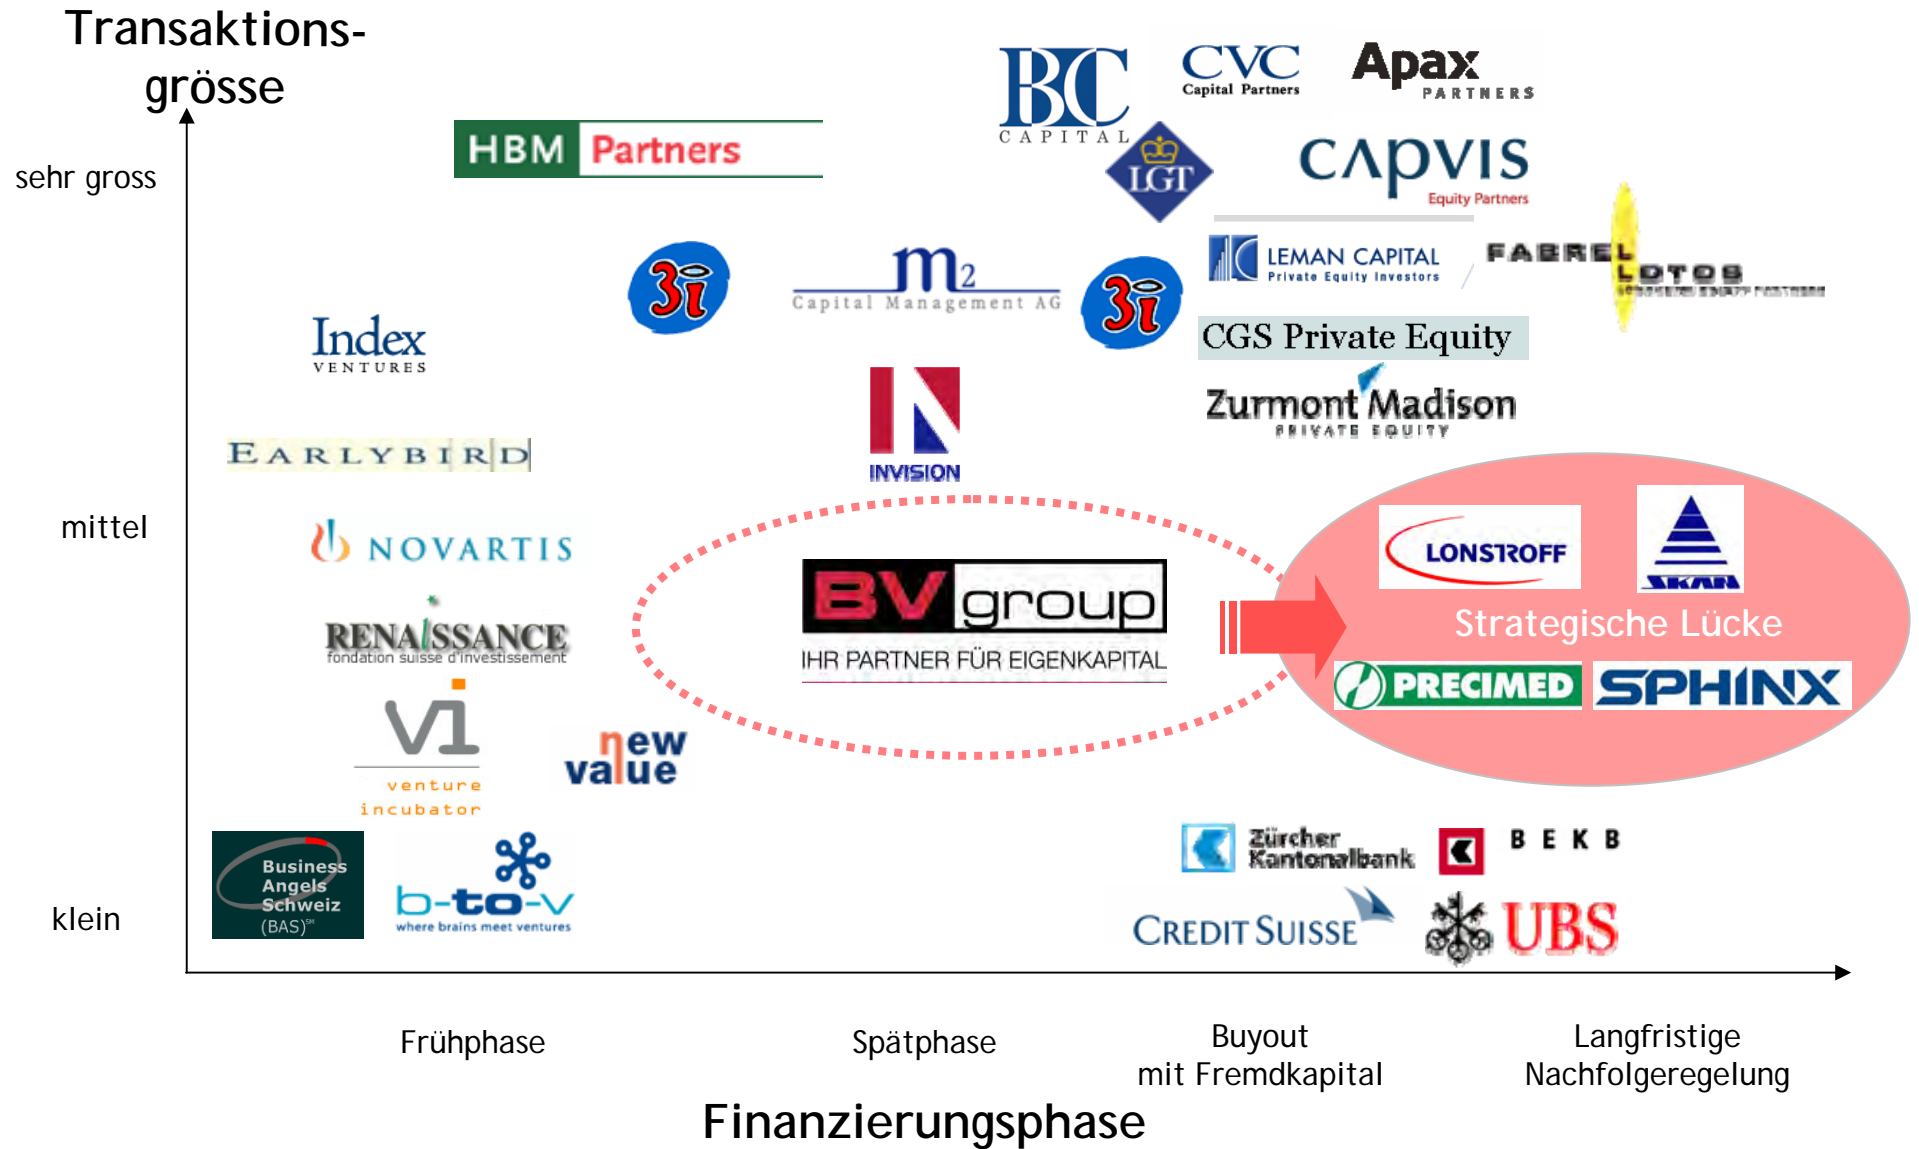 Transaktions-
grösse
sehr gross
mittel
klein
HBM Partners
BC
CAPITAL
CVC
Capital Partners
Apax
PARTNERS
LGT
CAPVIS
Equity Partners
3i
m2
Capital Management AG
3i
LEMAN CAPITAL
Private Equity Investors
FABREL
LOTOS
Index
VENTURES
CGS Private Equity
Zurmont Madison
PRIVATE EQUITY
INVISION
EARLYBIRD
NOVARTIS
RENAISSANCE
fondation suisse d'investissement
BV group
IHR PARTNER FÜR EIGENKAPITAL
LONSTROFF
SKAN
Strategische Lücke
PRECIMED
SPHINX
vi
venture
incubator
new
value
Business
Angels
Schweiz
(BAS)℠
b-to-v
where brains meet ventures
Zürcher
Kantonalbank
BEKB
CREDIT SUISSE
UBS
Frühphase
Spätphase
Buyout
mit Fremdkapital
Langfristige
Nachfolgeregelung
Finanzierungsphase